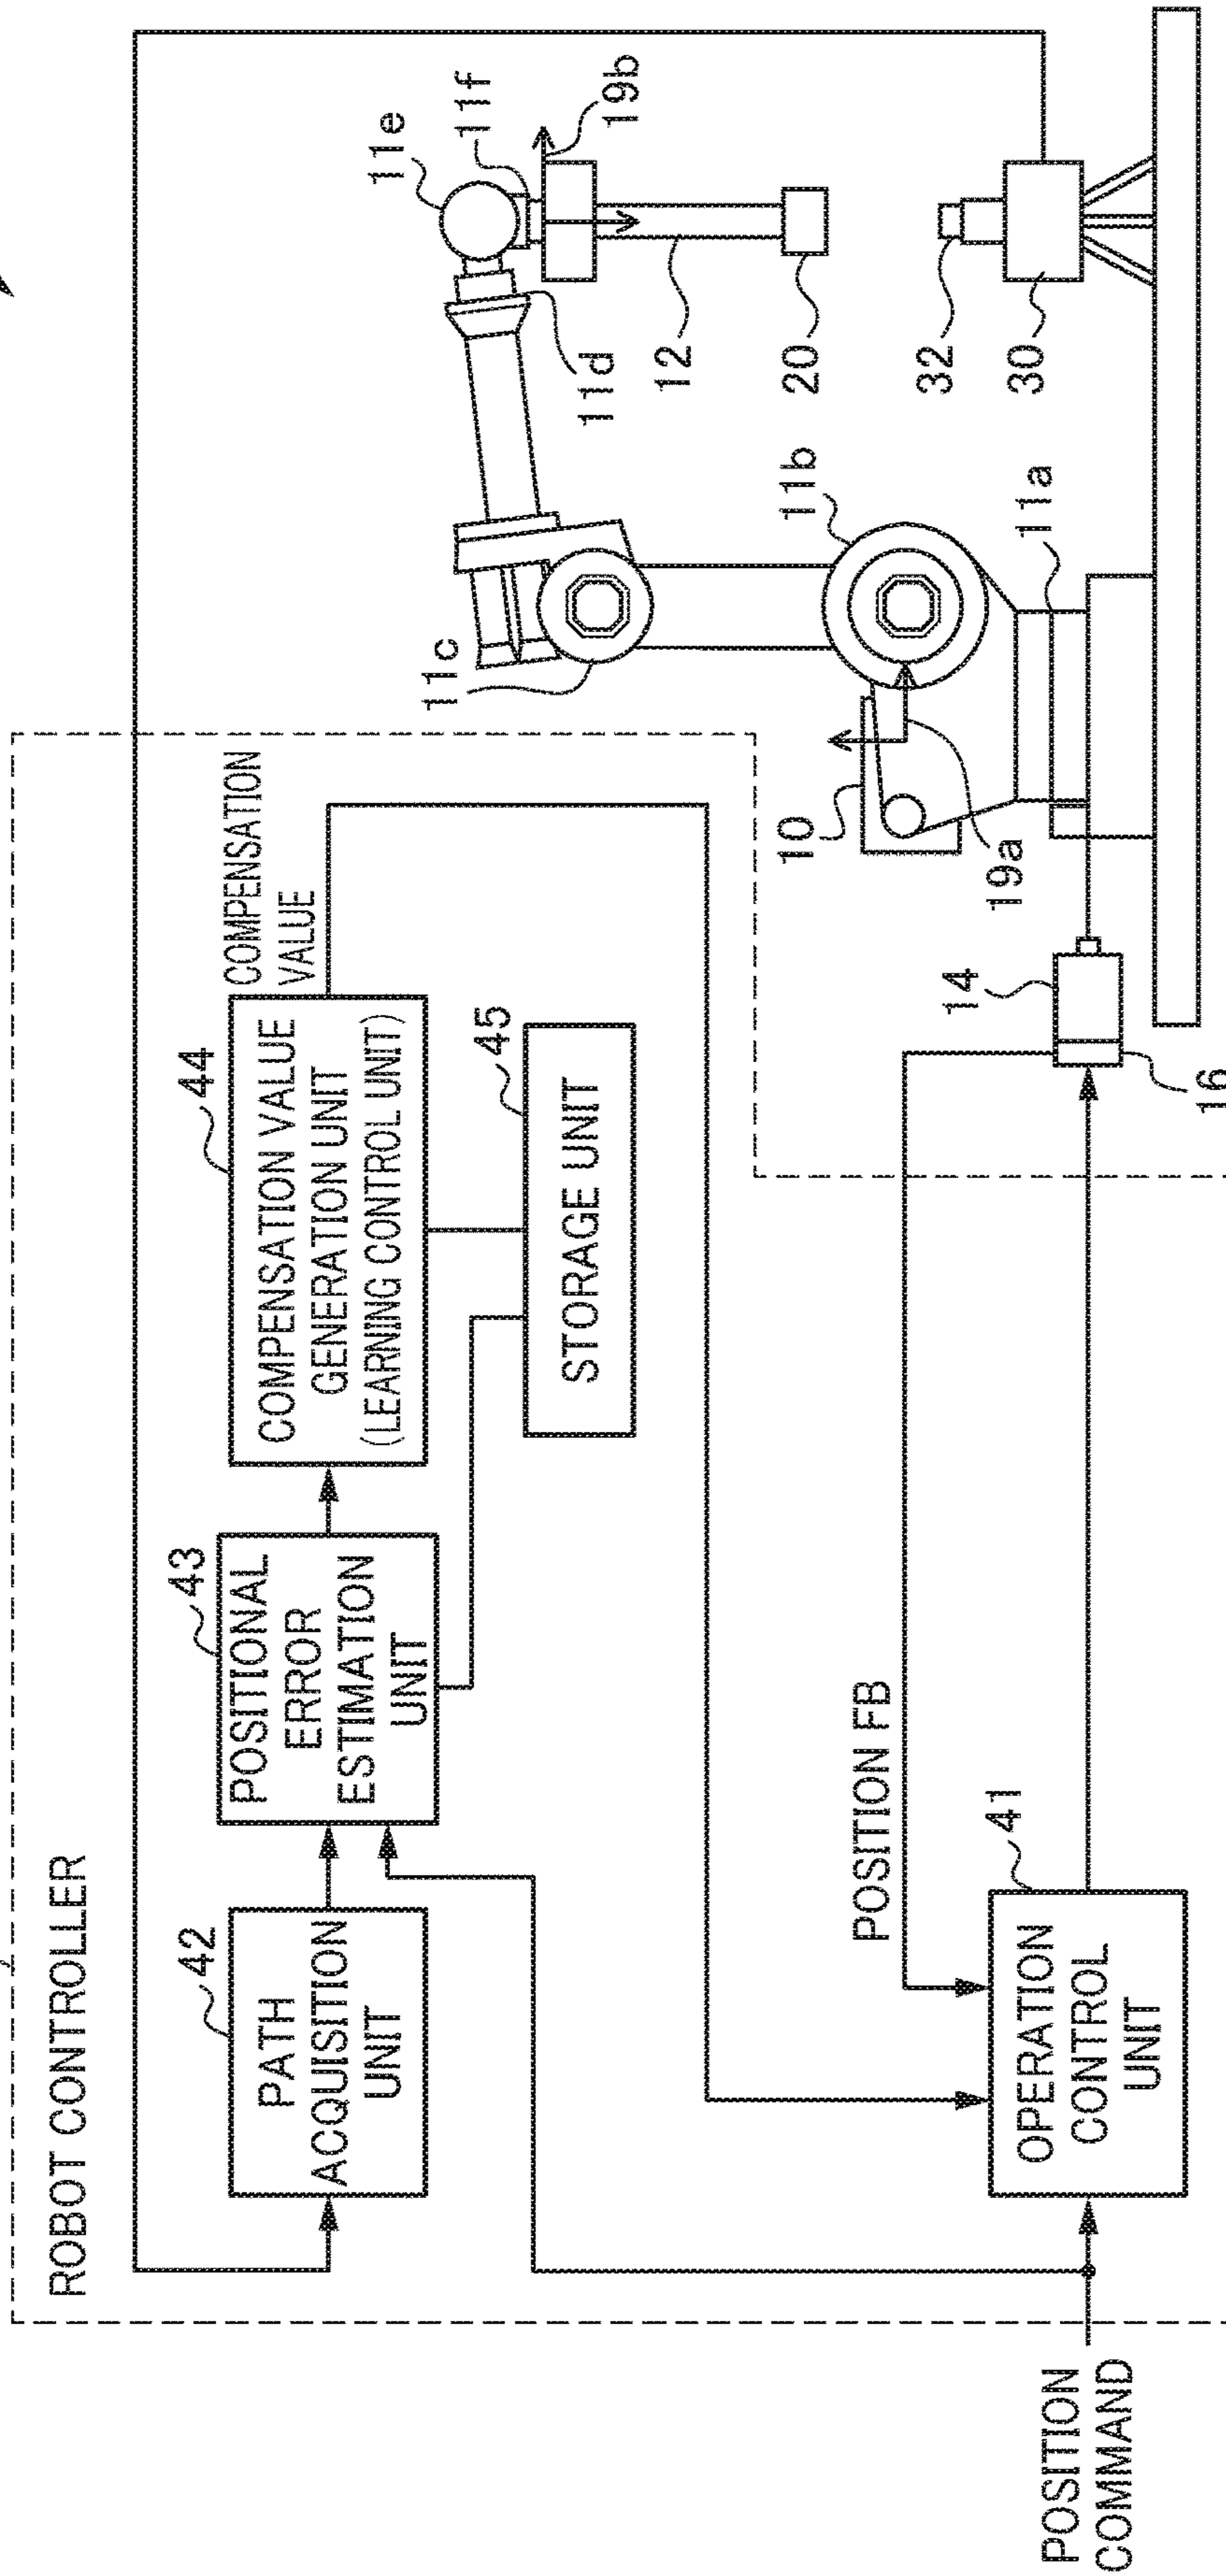 ROBOT CONTROLLER
42
PATH
ACQUISITION
UNIT
43
POSITIONAL
ERROR
ESTIMATION
UNIT
44
COMPENSATION VALUE
GENERATION UNIT
(LEARNING CONTROL UNIT)
COMPENSATION
VALUE
45
STORAGE UNIT
POSITION FB
41
OPERATION
CONTROL
UNIT
POSITION
COMMAND
14
16
10
19a
11a
11b
11c
11d
11e
11f
19b
12
20
32
30